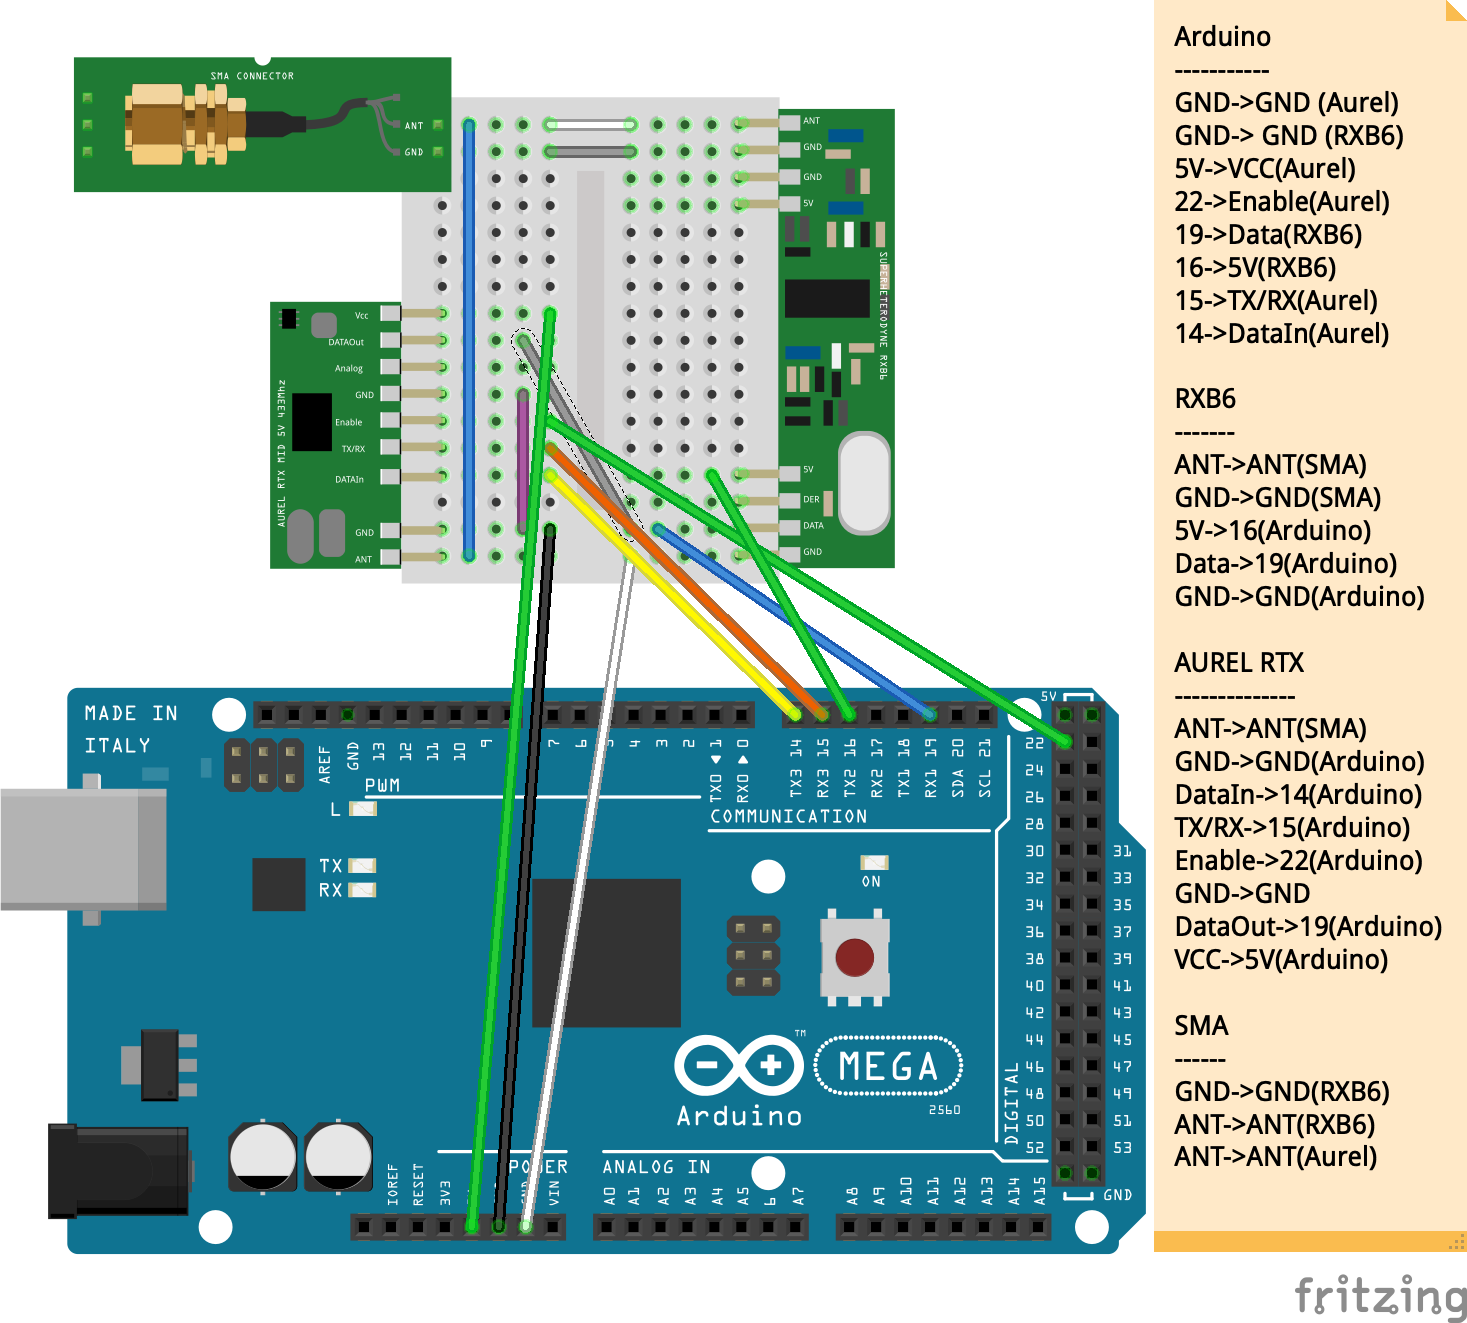 SMA CONNECTOR
ANT
GND
ANT
GND
GND
5V
SUPERHETERODYNE RXB6
5V
DER
DATA
GND
AUREL RTX MID 5V 433Mhz
Vcc
DATAOut
Analog
GND
Enable
TX/RX
DATAIn
GND
ANT
MADE IN
ITALY
AREF
GND
13
12
11
10
9
7
6
4
3
2
TX0 1
RX0 0
PWM
L
TX
RX
TX3 14
RX3 15
TX2 16
RX2 17
TX1 18
RX1 19
SDA 20
SCL 21
COMMUNICATION
ON
5V
22
24
26
28
30 31
32 33
34 35
36 37
38 39
40 41
42 43
44 45
46 47
48 49
50 51
52 53
GND
DIGITAL
TM
MEGA
2560
Arduino
POWER
IOREF
RESET
3V3
VIN
ANALOG IN
A0
A1
A2
A3
A4
A5
A7
A8
A9
A10
A11
A12
A13
A14
A15
Arduino
-----------
GND->GND (Aurel)
GND-> GND (RXB6)
5V->VCC(Aurel)
22->Enable(Aurel)
19->Data(RXB6)
16->5V(RXB6)
15->TX/RX(Aurel)
14->DataIn(Aurel)
RXB6
-------
ANT->ANT(SMA)
GND->GND(SMA)
5V->16(Arduino)
Data->19(Arduino)
GND->GND(Arduino)
AUREL RTX
--------------
ANT->ANT(SMA)
GND->GND(Arduino)
DataIn->14(Arduino)
TX/RX->15(Arduino)
Enable->22(Arduino)
GND->GND
DataOut->19(Arduino)
VCC->5V(Arduino)
SMA
------
GND->GND(RXB6)
ANT->ANT(RXB6)
ANT->ANT(Aurel)
fritzing